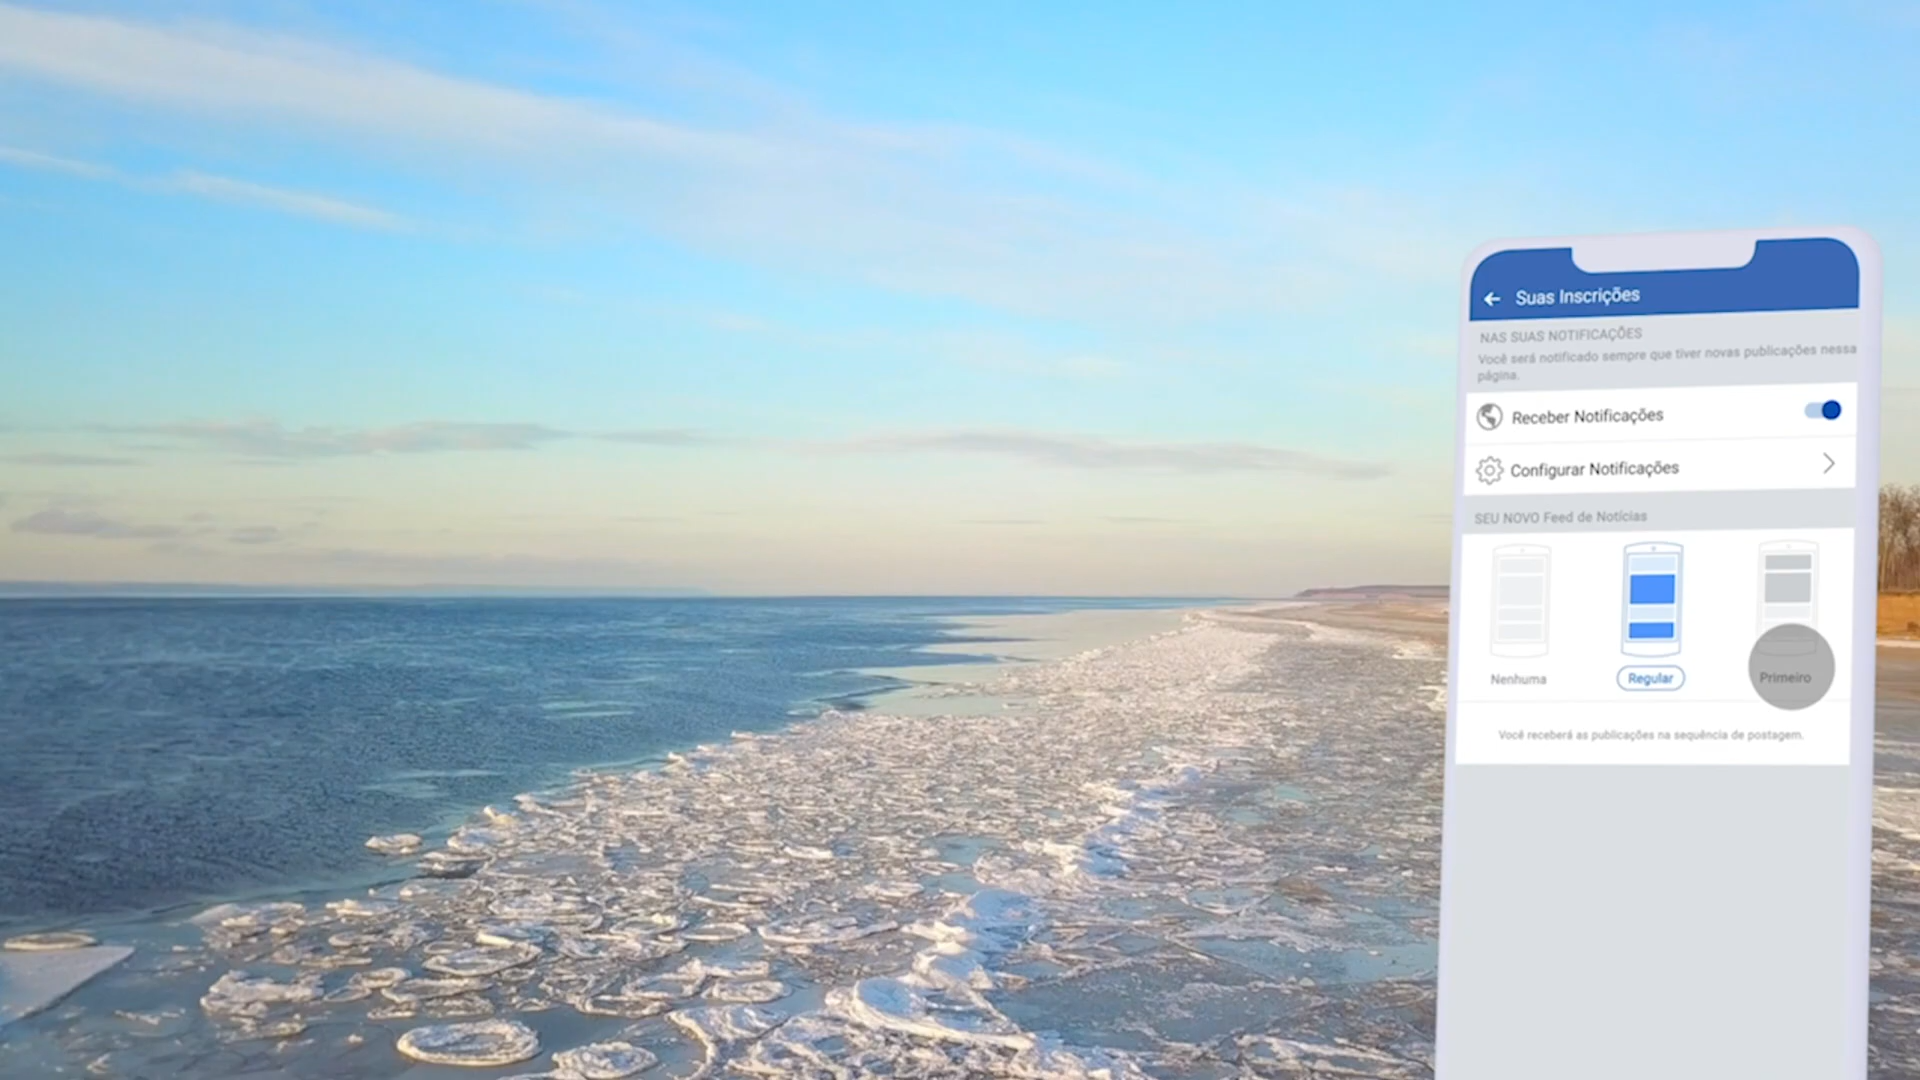 Suas Inscrições
NAS SUAS NOTIFICAÇÕES
Você será notificado sempre que tiver novas publicações nessa
página.
Receber Notificações
Configurar Notificações
SEU NOVO Feed de Notícias
Nenhuma
Regular
Primeiro
Você receberá as publicações na sequência de postagem.